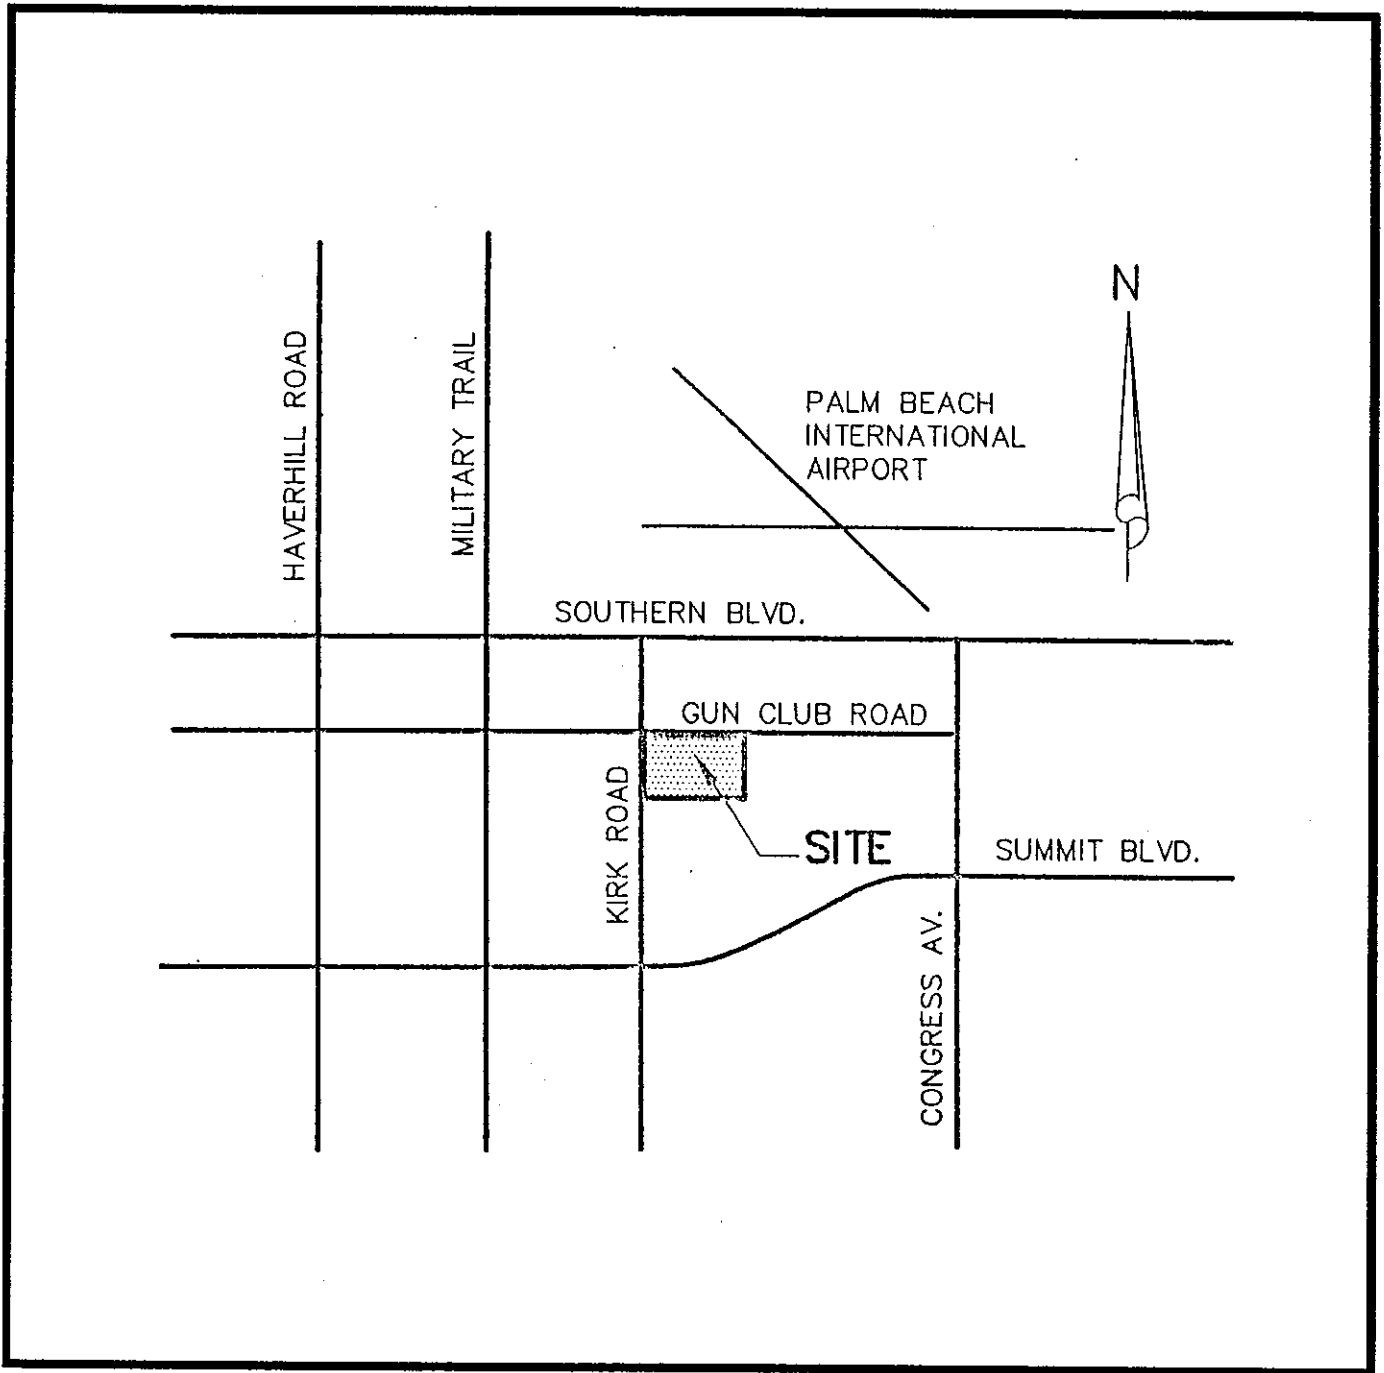 N
HAVERHILL ROAD
MILITARY TRAIL
PALM BEACH
INTERNATIONAL
AIRPORT
SOUTHERN BLVD.
GUN CLUB ROAD
KIRK ROAD
SITE
SUMMIT BLVD.
CONGRESS AV.